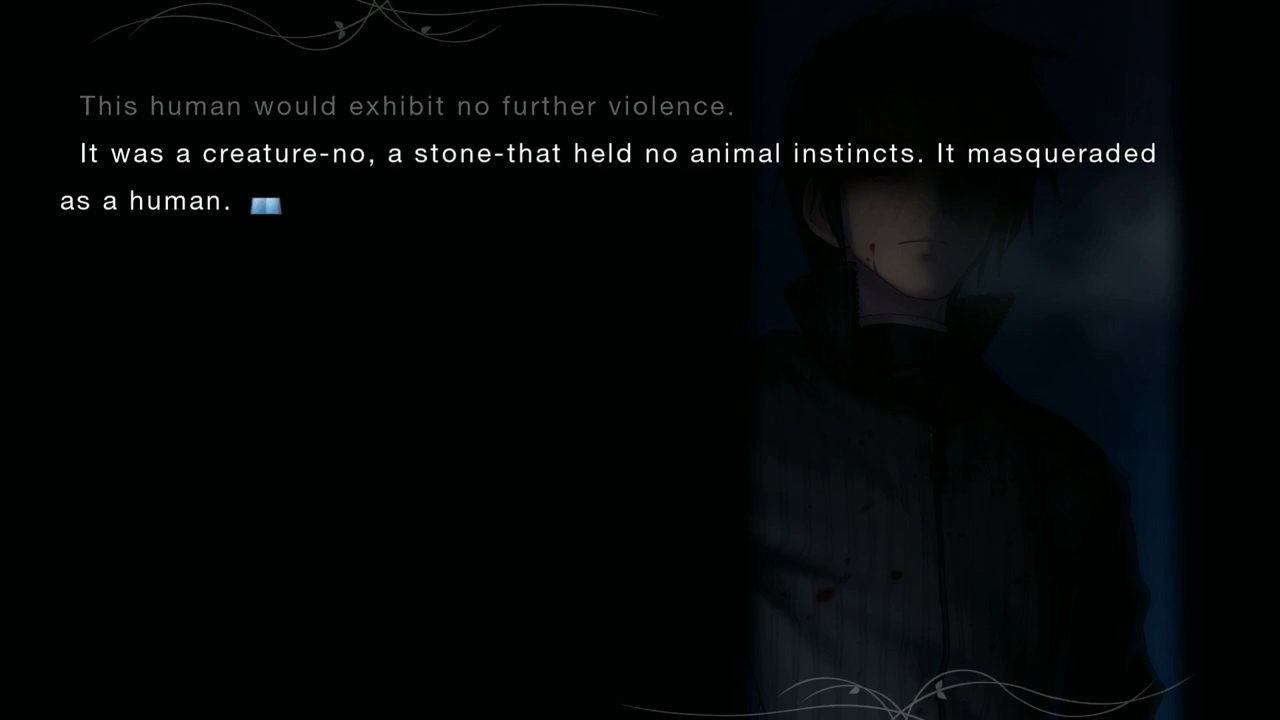 This human would exhibit no further violence.
It was a creature-no, a stone-that held no animal instincts. It masqueraded
as a human.